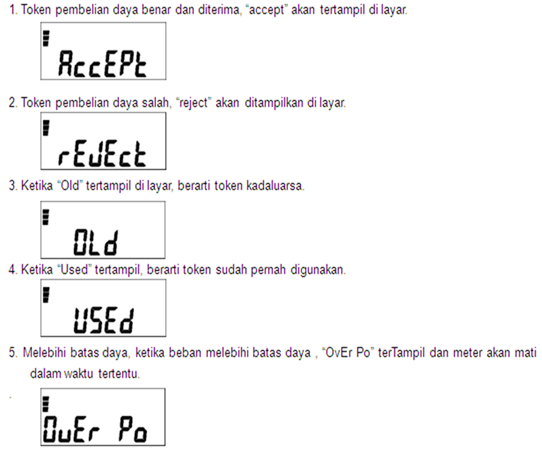 1. Token pembelian daya benar dan diterima, “accept” akan tertampil di layar.
AccEPt
2. Token pembelian daya salah, “reject” akan ditampilkan di layar.
rEJEct
3. Ketika “Old” tertampil di layar, berarti token kadaluarsa.
OLd
4. Ketika “Used” tertampil, berarti token sudah pernah digunakan.
USEd
5. Melebihi batas daya, ketika beban melebihi batas daya , “OvEr Po” terTampil dan meter akan mati
dalam waktu tertentu.
OvEr Po